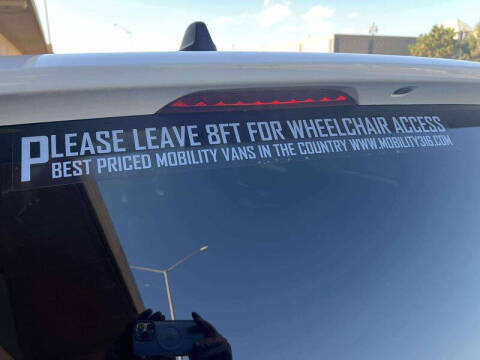 PLEASE LEAVE 8FT FOR WHEELCHAIR ACCESS
BEST PRICED MOBILITY VANS IN THE COUNTRY WWW.MOBILITY316.COM